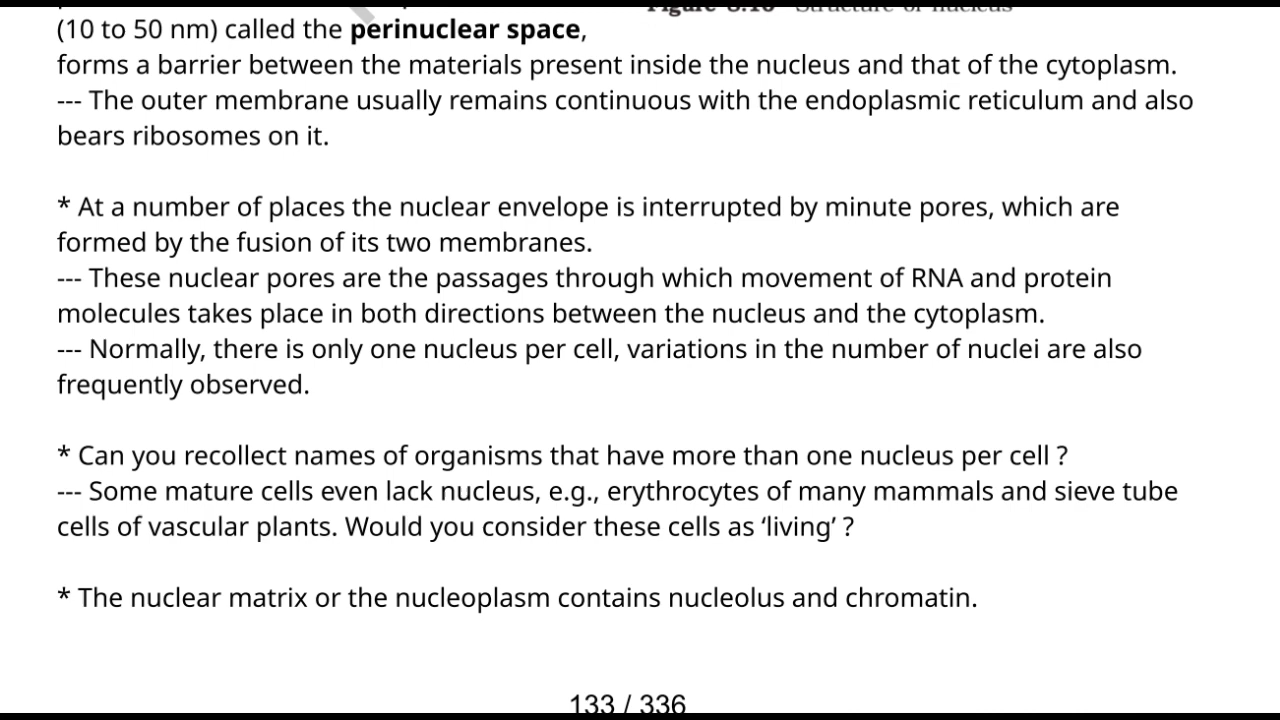 Figure 8.10 Structure of nucleus
(10 to 50 nm) called the perinuclear space,
forms a barrier between the materials present inside the nucleus and that of the cytoplasm.
--- The outer membrane usually remains continuous with the endoplasmic reticulum and also
bears ribosomes on it.
* At a number of places the nuclear envelope is interrupted by minute pores, which are
formed by the fusion of its two membranes.
--- These nuclear pores are the passages through which movement of RNA and protein
molecules takes place in both directions between the nucleus and the cytoplasm.
--- Normally, there is only one nucleus per cell, variations in the number of nuclei are also
frequently observed.
* Can you recollect names of organisms that have more than one nucleus per cell ?
--- Some mature cells even lack nucleus, e.g., erythrocytes of many mammals and sieve tube
cells of vascular plants. Would you consider these cells as ‘living’ ?
* The nuclear matrix or the nucleoplasm contains nucleolus and chromatin.
133 / 336